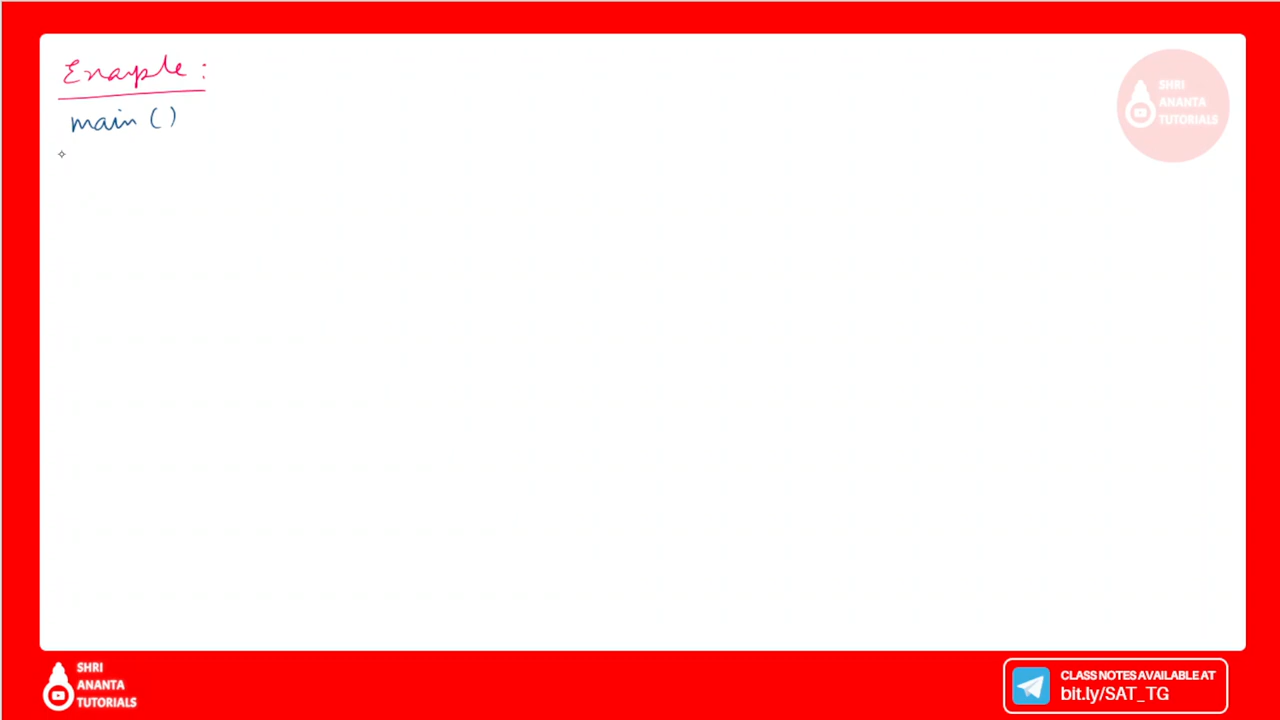 Example :
main ()
SHRI
ANANTA
TUTORIALS
SHRI
ANANTA
TUTORIALS
CLASS NOTES AVAILABLE AT
bit.ly/SAT_TG